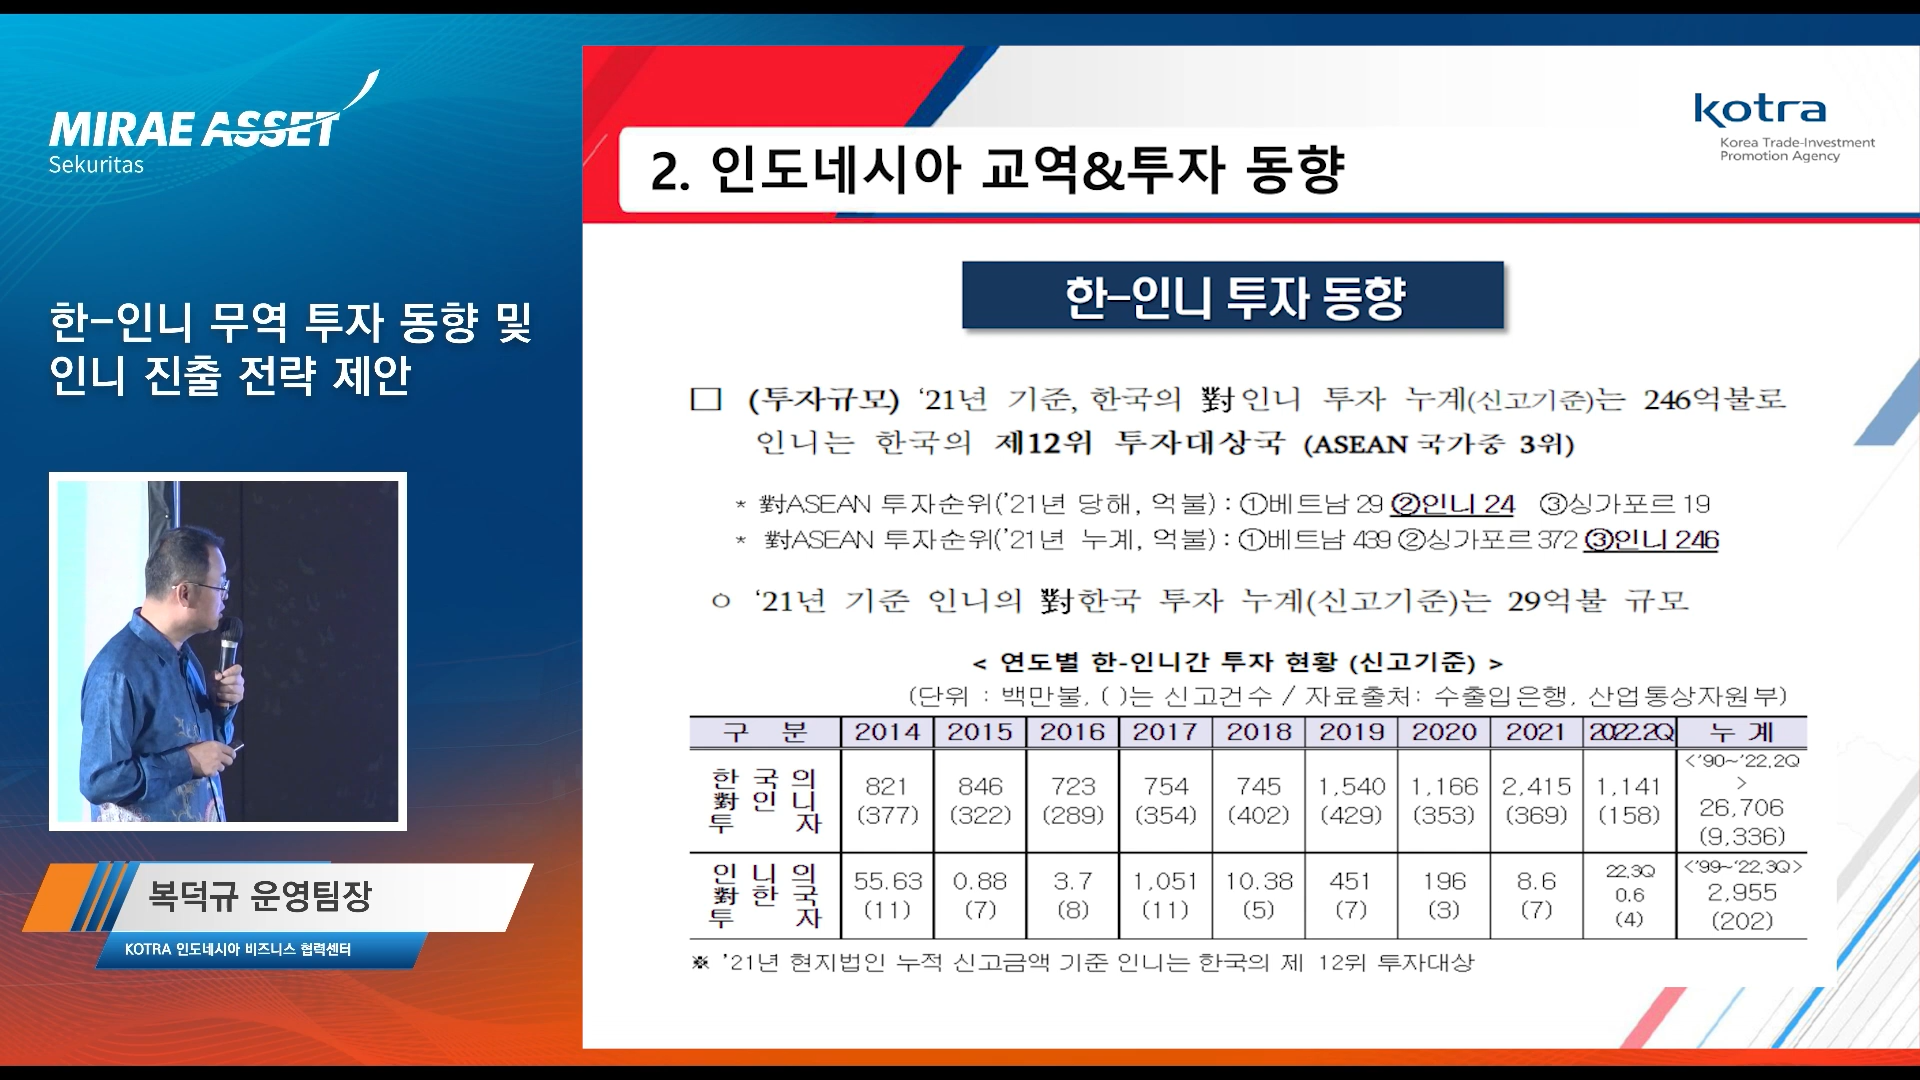 MIRAE ASSET
Sekuritas
한-인니 무역 투자 동향 및
인니 진출 전략 제안
복덕규 운영팀장
KOTRA 인도네시아 비즈니스 협력센터
kotra
Korea Trade-Investment
Promotion Agency
2. 인도네시아 교역&투자 동향
한-인니 투자 동향
□ (투자규모) ‘21년 기준, 한국의 對인니 투자 누계(신고기준)는 246억불로
인니는 한국의 제12위 투자대상국 (ASEAN 국가중 3위)
* 對ASEAN 투자순위(’21년 당해, 억불) : ①베트남 29 ②인니 24 ③싱가포르 19
* 對ASEAN 투자순위(’21년 누계, 억불) : ①베트남 439 ②싱가포르 372 ③인니 246
ㅇ ‘21년 기준 인니의 對한국 투자 누계(신고기준)는 29억불 규모
< 연도별 한-인니간 투자 현황 (신고기준) >
(단위 : 백만불, ( )는 신고건수 / 자료출처: 수출입은행, 산업통상자원부)
구 분 2014 2015 2016 2017 2018 2019 2020 2021 2022.2Q 누 계
한 국 의
對 인 니
투 자
821 846 723 754 745 1,540 1,166 2,415 1,141
(377) (322) (289) (354) (402) (429) (353) (369) (158)
<’90~‘22.2Q
>
26,706
(9,336)
인 니 의
對 한 국
투 자
55.63 0.88 3.7 1,051 10.38 451 196 8.6
(11) (7) (8) (11) (5) (7) (3) (7)
22.3Q
0.6
(4)
<‘99~‘22.3Q>
2,955
(202)
※ ’21년 현지법인 누적 신고금액 기준 인니는 한국의 제 12위 투자대상